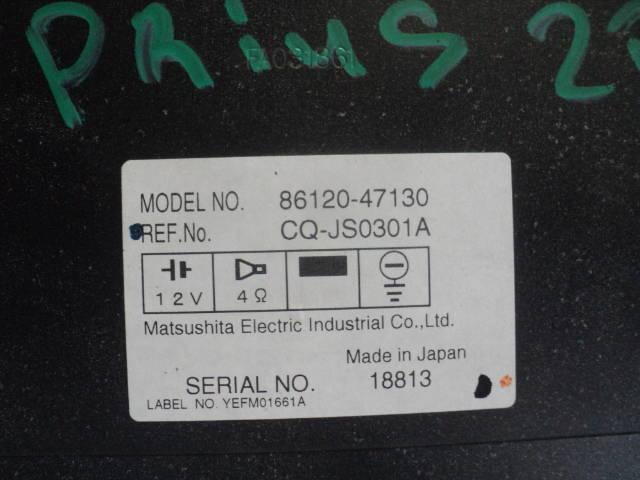 PRIUS 2
MODEL NO. 86120-47130
REF.No. CQ-JS0301A
12V 4Ω
Matsushita Electric Industrial Co.,Ltd.
Made in Japan
SERIAL NO. 18813
LABEL NO. YEFM01661A